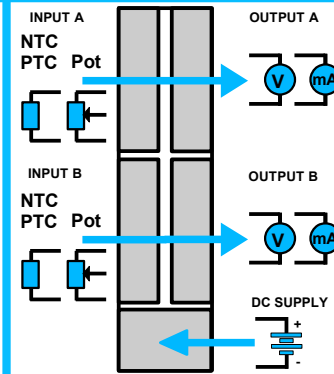 INPUT A
OUTPUT A
NTC
PTC Pot
V
mA
INPUT B
OUTPUT B
NTC
PTC Pot
V
mA
DC SUPPLY
+
-